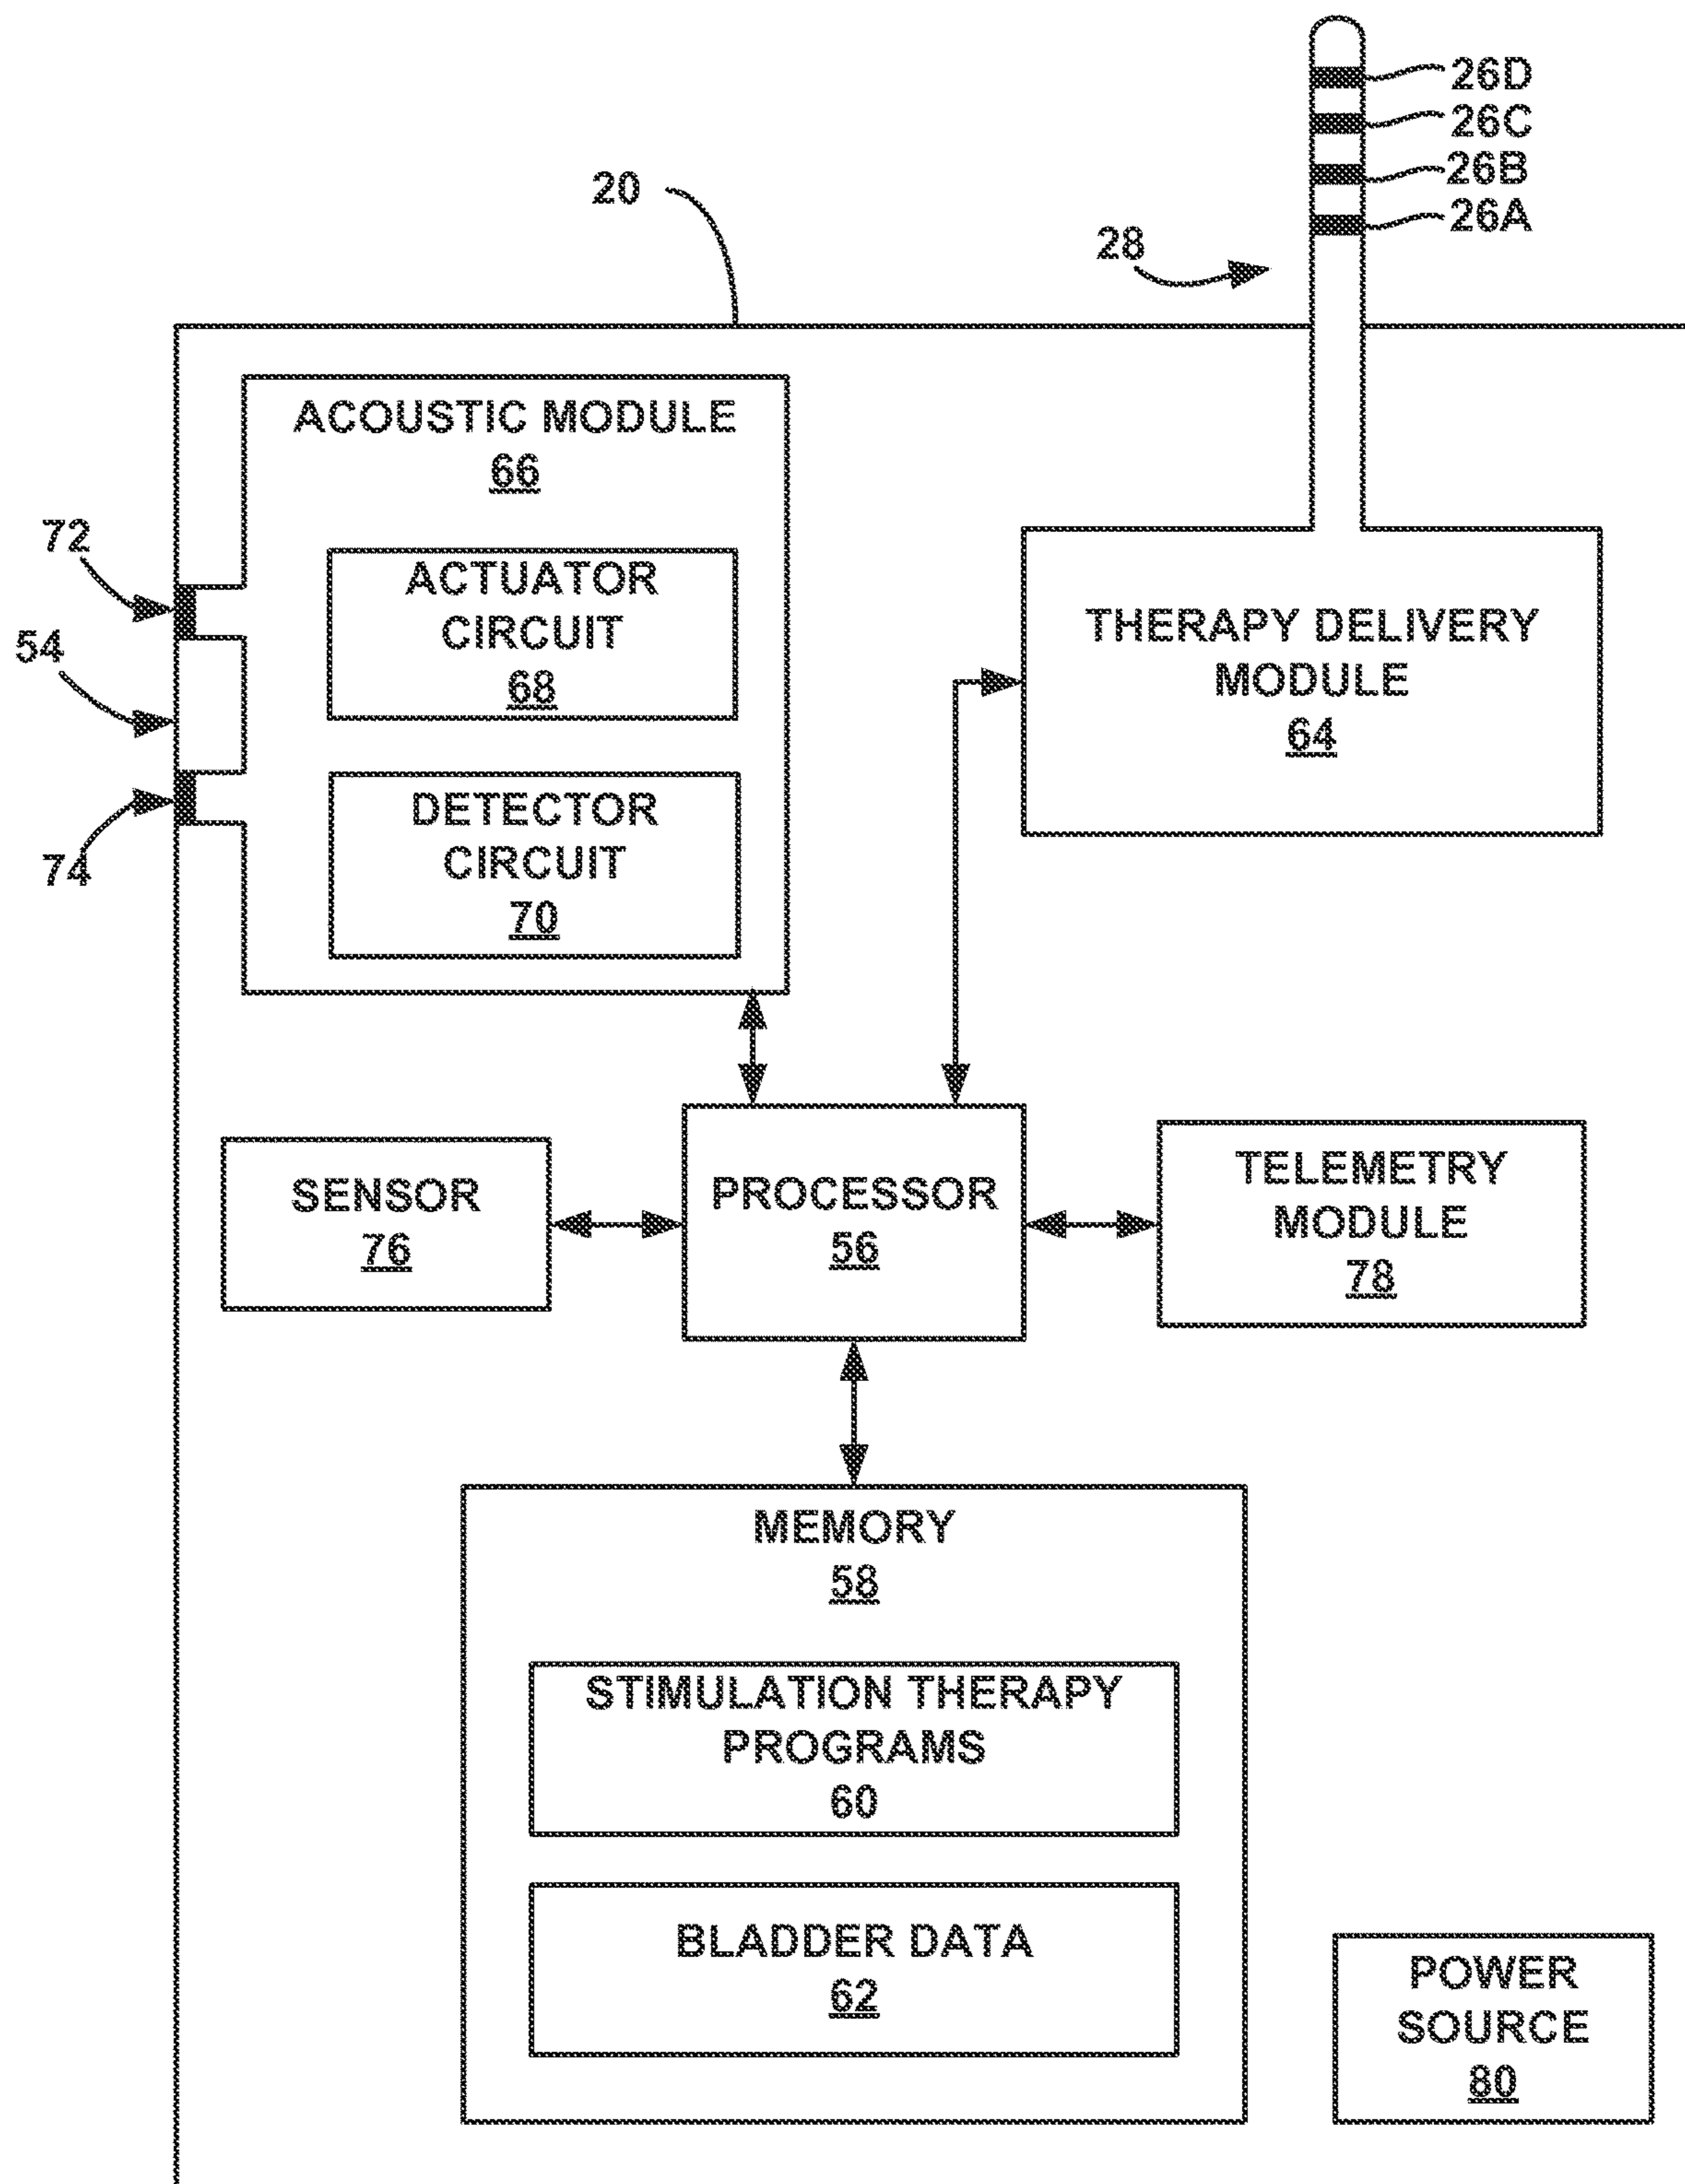 26D
26C
26B
26A
20
28
ACOUSTIC MODULE
66
72
54
74
ACTUATOR
CIRCUIT
68
DETECTOR
CIRCUIT
70
THERAPY DELIVERY
MODULE
64
SENSOR
76
PROCESSOR
56
TELEMETRY
MODULE
78
MEMORY
58
STIMULATION THERAPY
PROGRAMS
60
BLADDER DATA
62
POWER
SOURCE
80